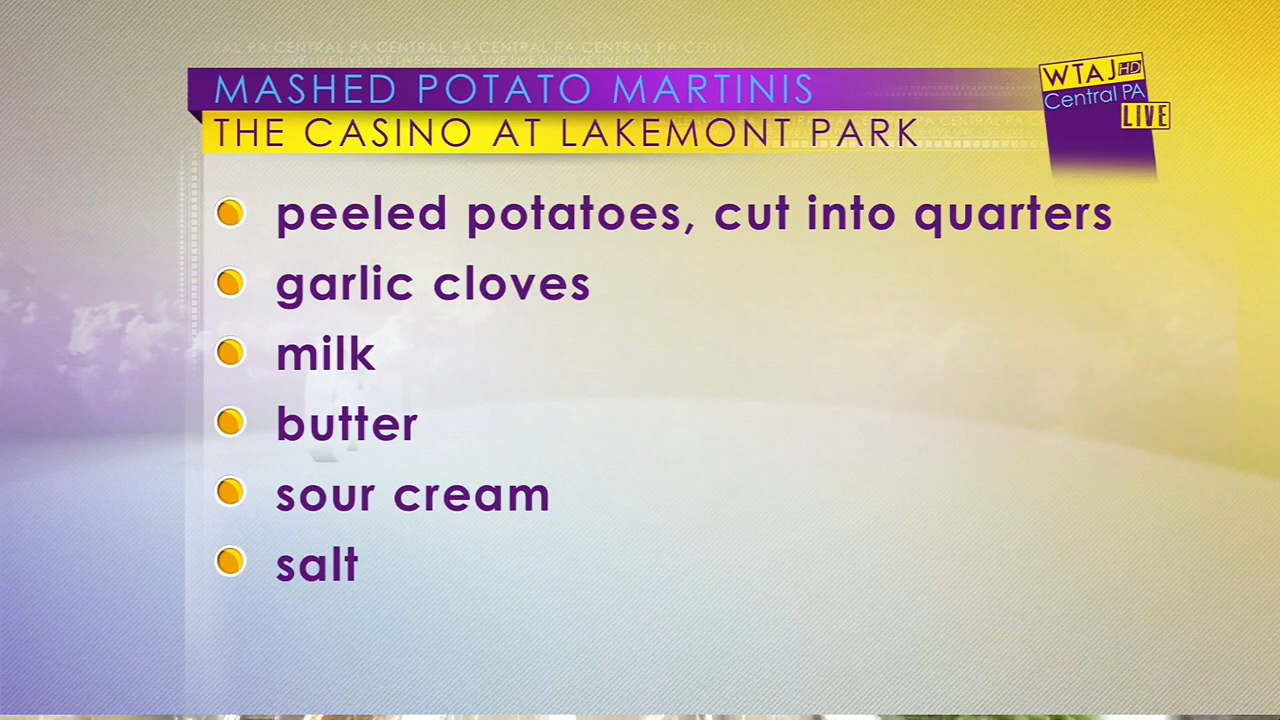 MASHED POTATO MARTINIS
THE CASINO AT LAKEMONT PARK
WTAJ HD
Central PA
LIVE
peeled potatoes, cut into quarters
garlic cloves
milk
butter
sour cream
salt